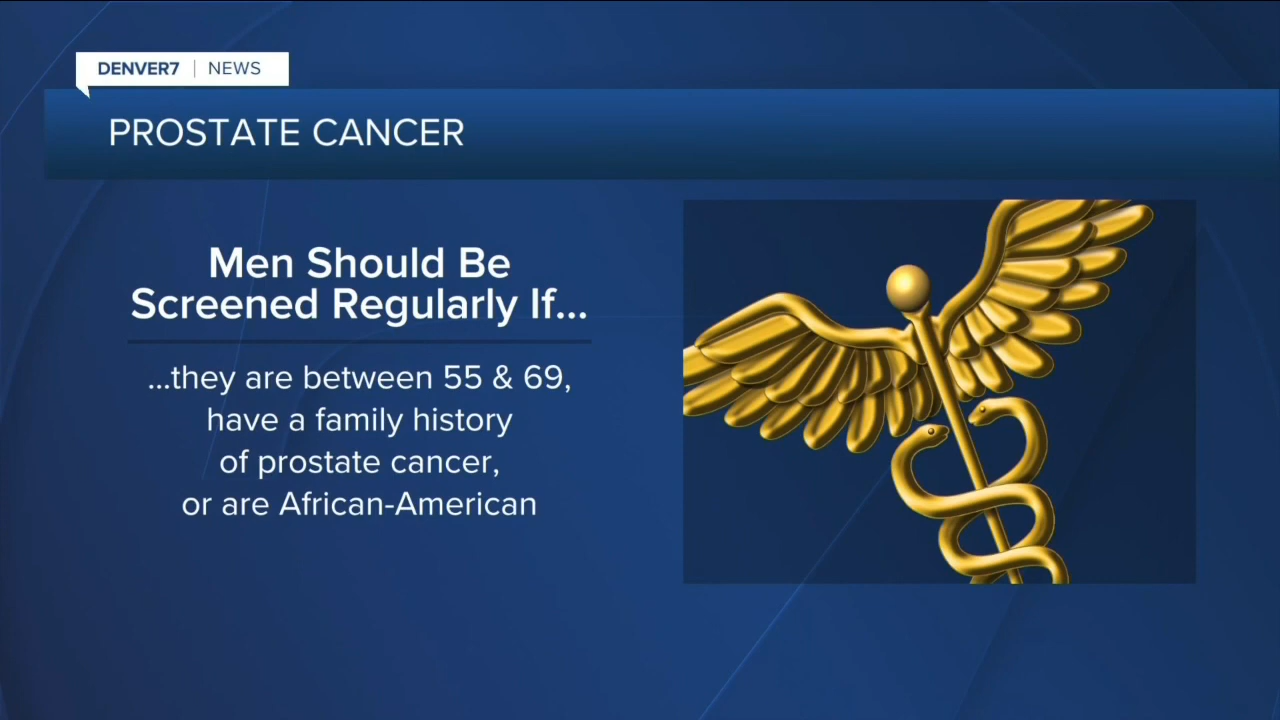 DENVER7 | NEWS
PROSTATE CANCER
Men Should Be
Screened Regularly If...
...they are between 55 & 69,
have a family history
of prostate cancer,
or are African-American